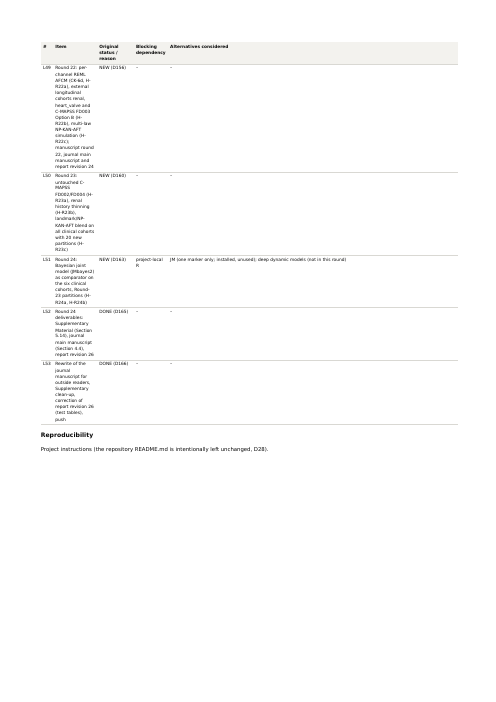 # Item Original status / reason Blocking dependency Alternatives considered
L49 Round 22: per- NEW (D156) – –
channel REML
AFCM (CK-6d, H-
R22a), external
longitudinal
cohorts renal,
heart_valve and
C-MAPSS FD003
Option B (H-
R22b), multi-law
NP-KAN-AFT
simulation (H-
R22c);
manuscript round
22, journal main
manuscript and
report revision 24
L50 Round 23: NEW (D160) – –
untouched C-
MAPSS
FD002/FD004 (H-
R23a), renal
history thinning
(H-R23b),
landmark/NP-
KAN-AFT blend on
all clinical cohorts
with 20 new
partitions (H-
R23c)
L51 Round 24: NEW (D163) project-local JM (one marker only; installed, unused); deep dynamic models (not in this round)
Bayesian joint R
model (JMbayes2)
as comparator on
the six clinical
cohorts, Round-
23 partitions (H-
R24a, H-R24b)
L52 Round 24 DONE (D165) – –
deliverables:
Supplementary
Material (Section
S.14), journal
main manuscript
(Section 4.4),
report revision 26
L53 Rewrite of the DONE (D166) – –
journal
manuscript for
outside readers,
Supplementary
clean-up,
correction of
report revision 26
(test tables),
push
Reproducibility
Project instructions (the repository README.md is intentionally left unchanged, D28).